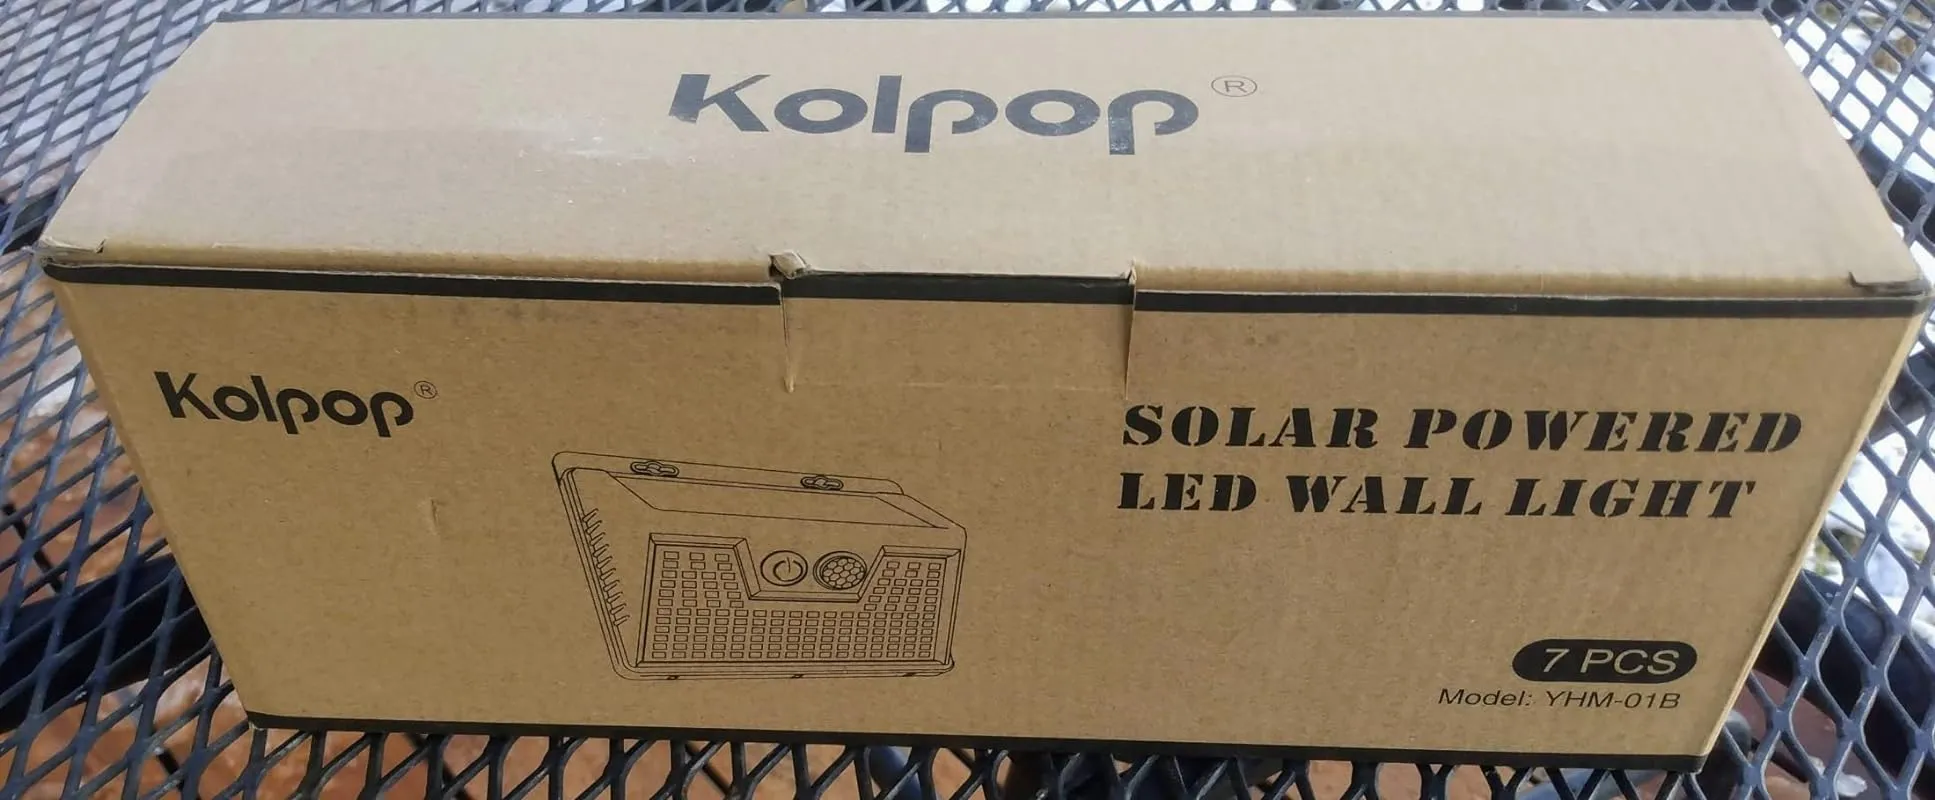 Kolpop®
Kolpop®
SOLAR POWERED
LED WALL LIGHT
7 PCS
Model: YHM-01B